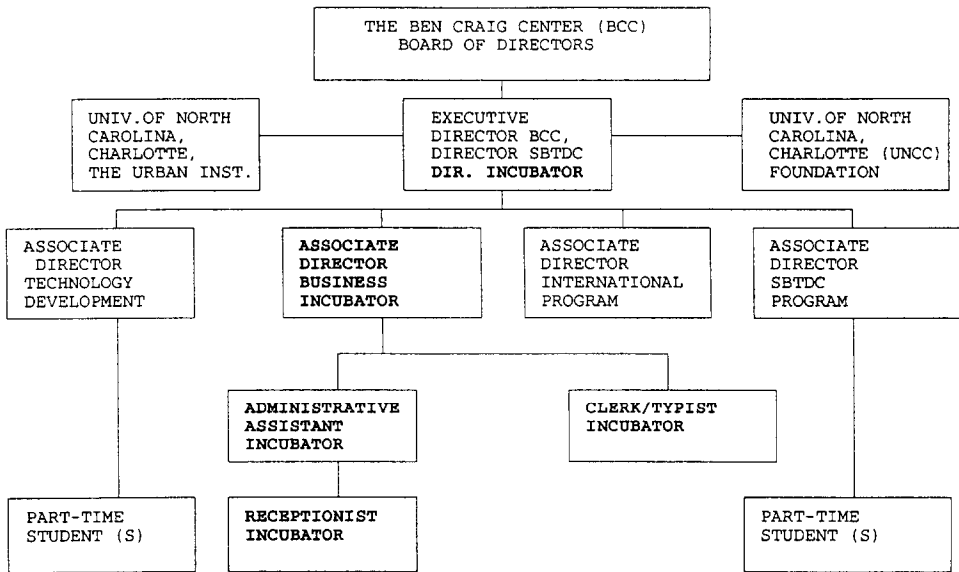 THE BEN CRAIG CENTER (BCC)
BOARD OF DIRECTORS
UNIV.OF NORTH
CAROLINA,
CHARLOTTE,
THE URBAN INST.
EXECUTIVE
DIRECTOR BCC,
DIRECTOR SBTDC
DIR. INCUBATOR
UNIV.OF NORTH
CAROLINA,
CHARLOTTE (UNCC)
FOUNDATION
ASSOCIATE
DIRECTOR
TECHNOLOGY
DEVELOPMENT
ASSOCIATE
DIRECTOR
BUSINESS
INCUBATOR
ASSOCIATE
DIRECTOR
INTERNATIONAL
PROGRAM
ASSOCIATE
DIRECTOR
SBTDC
PROGRAM
ADMINISTRATIVE
ASSISTANT
INCUBATOR
CLERK/TYPIST
INCUBATOR
PART-TIME
STUDENT (S)
RECEPTIONIST
INCUBATOR
PART-TIME
STUDENT (S)